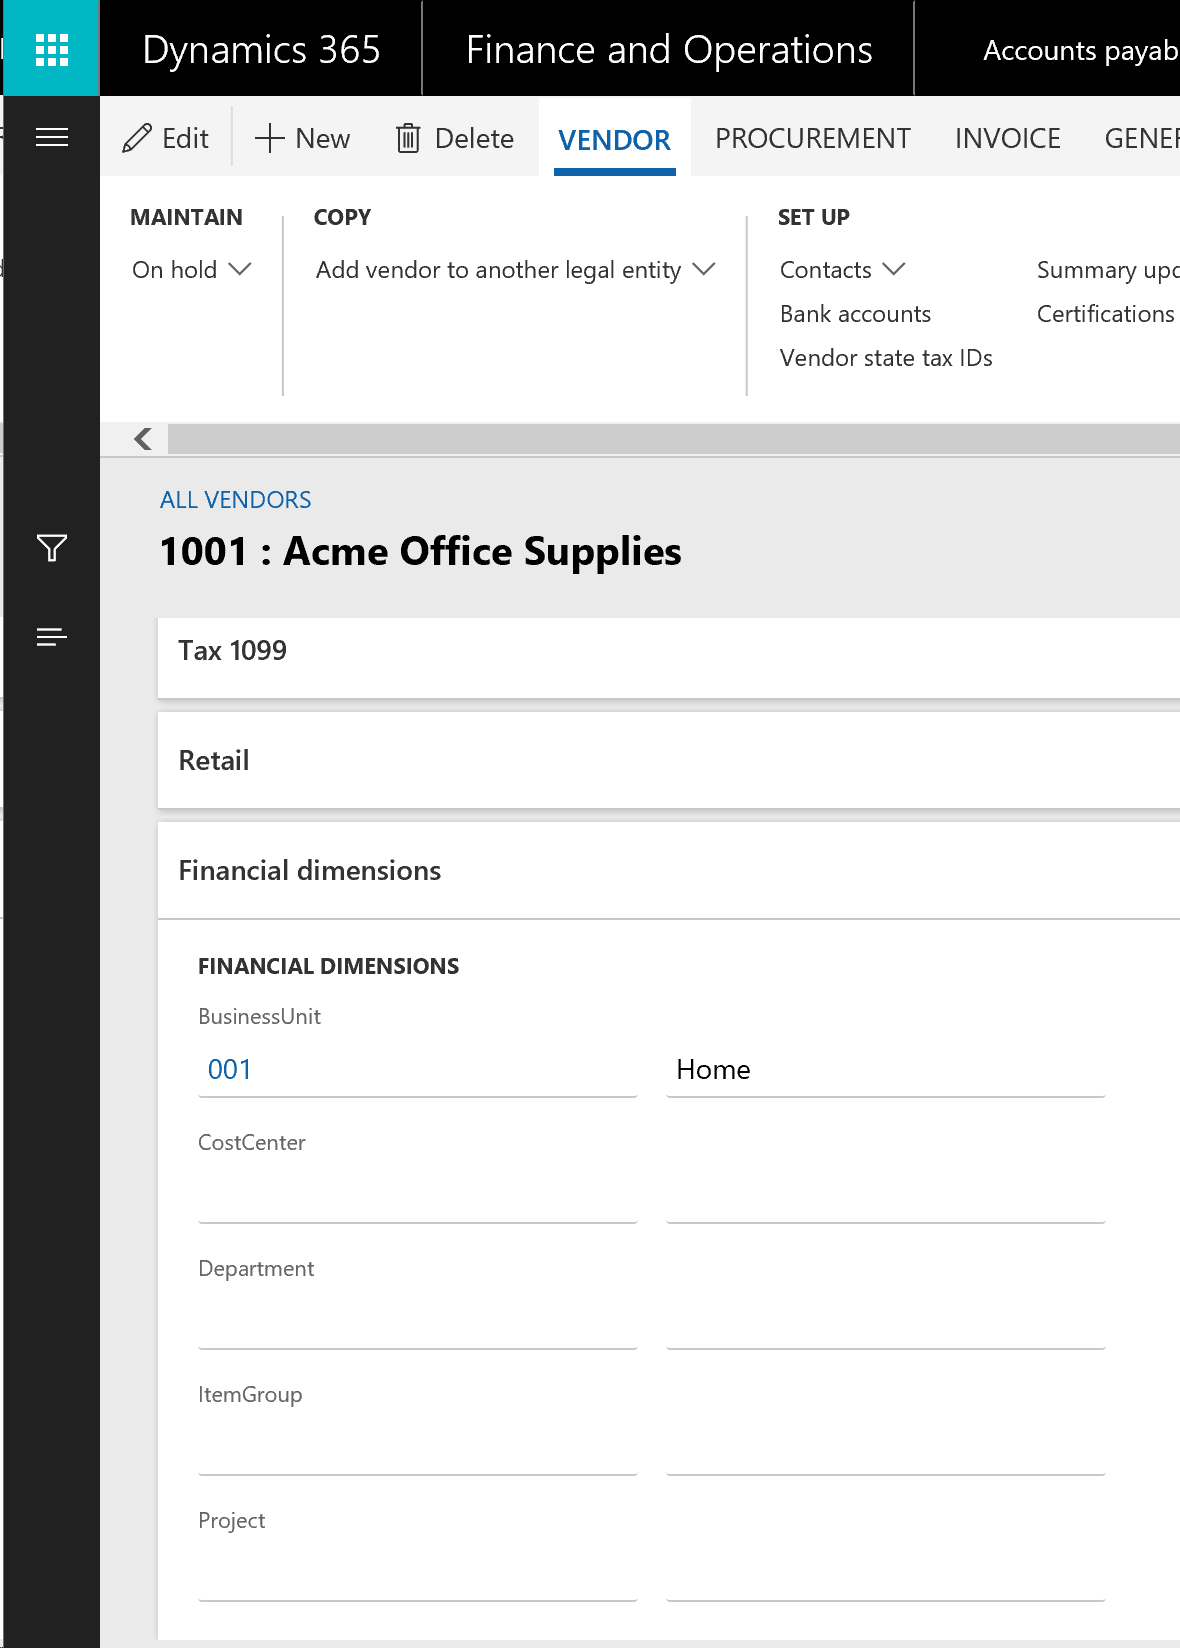 Dynamics 365 Finance and Operations Accounts payab
Edit New Delete VENDOR PROCUREMENT INVOICE GENER
MAINTAIN COPY SET UP
On hold Add vendor to another legal entity Contacts Summary upd
Bank accounts Certifications
Vendor state tax IDs
ALL VENDORS
1001 : Acme Office Supplies
Tax 1099
Retail
Financial dimensions
FINANCIAL DIMENSIONS
BusinessUnit
001 Home
CostCenter
Department
ItemGroup
Project